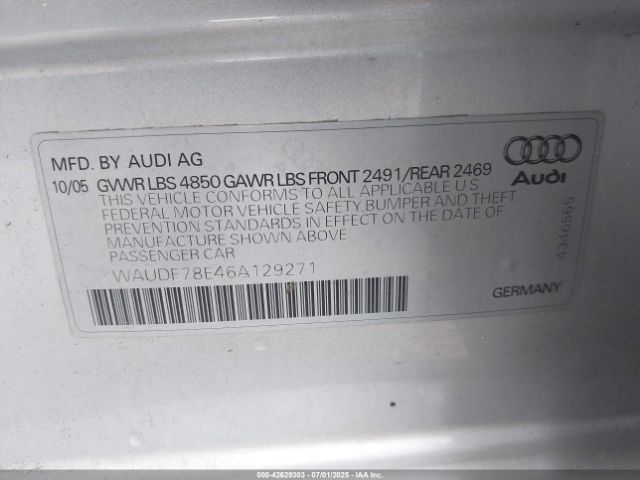 MFD. BY AUDI AG
10/05 GVWR LBS 4850 GAWR LBS FRONT 2491/REAR 2469
THIS VEHICLE CONFORMS TO ALL APPLICABLE U S
FEDERAL MOTOR VEHICLE SAFETY, BUMPER AND THEFT
PREVENTION STANDARDS IN EFFECT ON THE DATE OF
MANUFACTURE SHOWN ABOVE
PASSENGER CAR
WAUDF78E46A129271
Audi
4346565
GERMANY
000-42629303 - 07/01/2025 - IAA Inc.